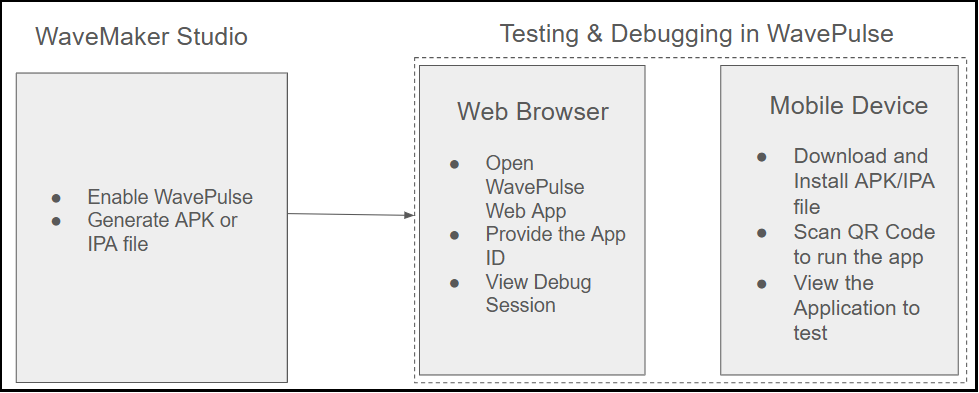 WaveMaker Studio
● Enable WavePulse
● Generate APK or
IPA file
Testing & Debugging in WavePulse
Web Browser
● Open
WavePulse
Web App
● Provide the App
ID
● View Debug
Session
Mobile Device
● Download and
Install APK/IPA
file
● Scan QR Code
to run the app
● View the
Application to
test